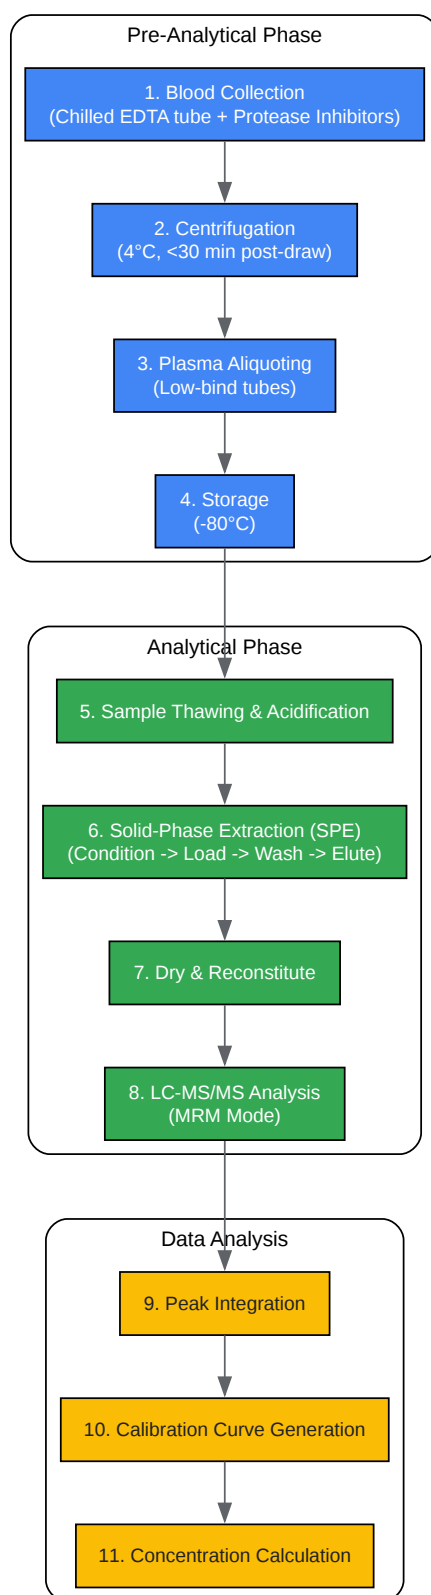 Pre-Analytical Phase
1. Blood Collection
(Chilled EDTA tube + Protease Inhibitors)
2. Centrifugation
(4°C, <30 min post-draw)
3. Plasma Aliquoting
(Low-bind tubes)
4. Storage
(-80°C)
Analytical Phase
5. Sample Thawing & Acidification
6. Solid-Phase Extraction (SPE)
(Condition -> Load -> Wash -> Elute)
7. Dry & Reconstitute
8. LC-MS/MS Analysis
(MRM Mode)
Data Analysis
9. Peak Integration
10. Calibration Curve Generation
11. Concentration Calculation